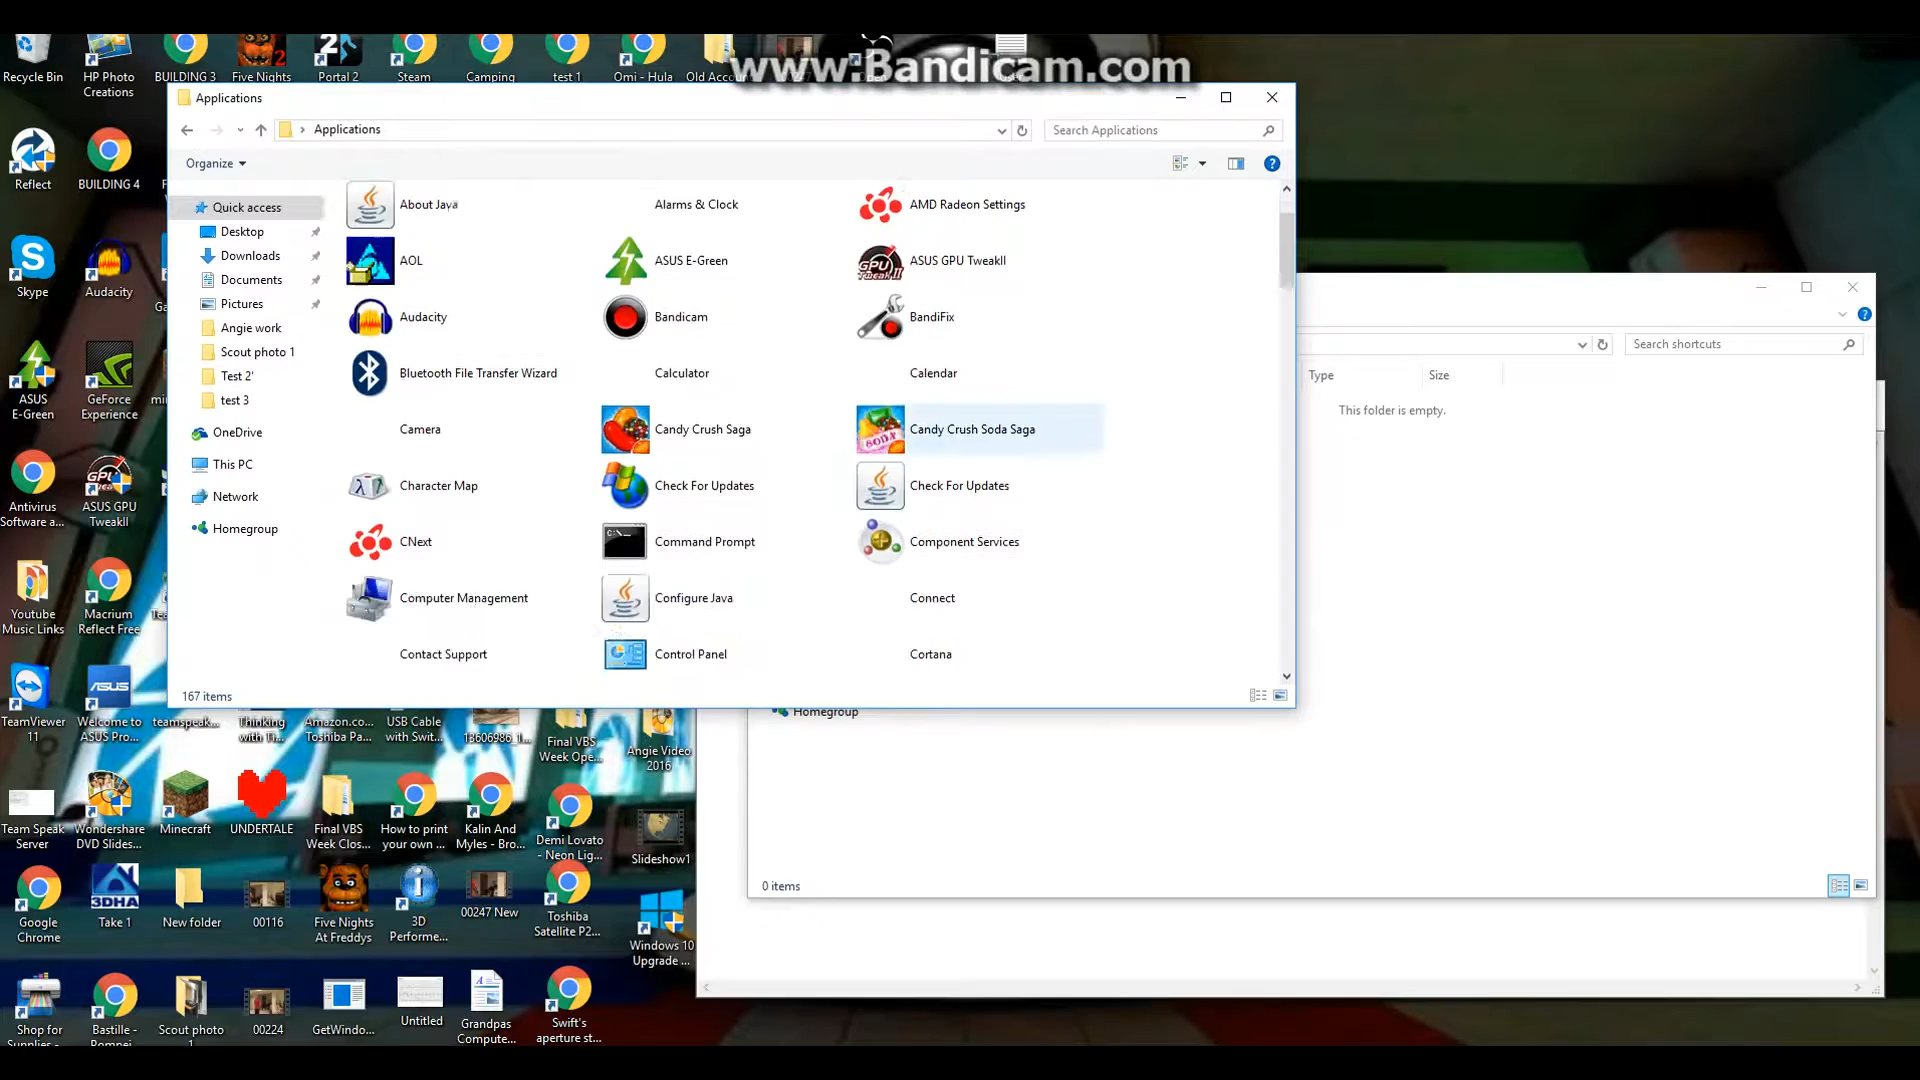 www.Bandicam.com
Recycle Bin
HP Photo
Creations
BUILDING 3
Five Nights
Portal 2
Steam
Camping
test 1
Omi - Hula
Old Accou
Applications
Applications
Search Applications
Organize
Quick access
Desktop
Downloads
Documents
Pictures
Angie work
Scout photo 1
Test 2'
test 3
OneDrive
This PC
Network
Homegroup
About Java
Alarms & Clock
AMD Radeon Settings
AOL
ASUS E-Green
ASUS GPU TweakII
Audacity
Bandicam
BandiFix
Bluetooth File Transfer Wizard
Calculator
Calendar
Camera
Candy Crush Saga
Candy Crush Soda Saga
Character Map
Check For Updates
Check For Updates
CNext
Command Prompt
Component Services
Computer Management
Configure Java
Connect
Contact Support
Control Panel
Cortana
167 items
Search shortcuts
Type
Size
This folder is empty.
Homegroup
0 items
Reflect
BUILDING 4
Skype
Audacity
ASUS
E-Green
GeForce
Experience
Antivirus
Software a...
ASUS GPU
TweakII
Youtube
Music Links
Macrium
Reflect Free
TeamViewer
11
Welcome to
ASUS Pro...
teamspeak...
Thinking
with Ti...
Amazon.co...
Toshiba Pa...
USB Cable
with Swit...
13606986_1...
Final VBS
Week Ope...
Angie Video
2016
Team Speak
Server
Wondershare
DVD Slides...
Minecraft
UNDERTALE
Final VBS
Week Clos...
How to print
your own ...
Kalin And
Myles - Bro...
Demi Lovato
- Neon Lig...
Slideshow1
Google
Chrome
3DHA
Take 1
New folder
00116
Five Nights
At Freddys
3D
Performe...
00247 New
Toshiba
Satellite P2...
Windows 10
Upgrade ...
Shop for
Supplies -...
Bastille -
Pompei
Scout photo
1
00224
GetWindo...
Untitled
Grandpas
Compute...
Swift's
aperture st...